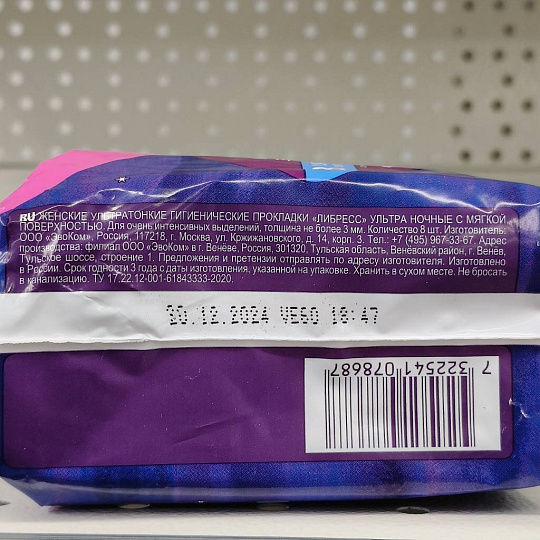 RU ЖЕНСКИЕ УЛЬТРАТОНКИЕ ГИГИЕНИЧЕСКИЕ ПРОКЛАДКИ «ЛИБРЕСС» УЛЬТРА НОЧНЫЕ С МЯГКОЙ
ПОВЕРХНОСТЬЮ. Для очень интенсивных выделений, толщина не более 3 мм. Количество 8 шт. Изготовитель:
ООО «ЭвоКом», Россия, 117218, г. Москва, ул. Кржижановского, д. 14, корп. 3. Тел.: +7 (495) 967-33-67. Адрес
производства: филиал ООО «ЭвоКом» в г. Венёве, Россия, 301320, Тульская область, Венёвский район, г. Венёв,
Тульское шоссе, строение 1. Предложения и претензии отправлять по адресу изготовителя. Изготовлено
в России. Срок годности 3 года с даты изготовления, указанной на упаковке. Хранить в сухом месте. Не бросать
в канализацию. ТУ 17.22.12-001-61843333-2020.
20.12.2024 VE60 18:47
7 322541 078687